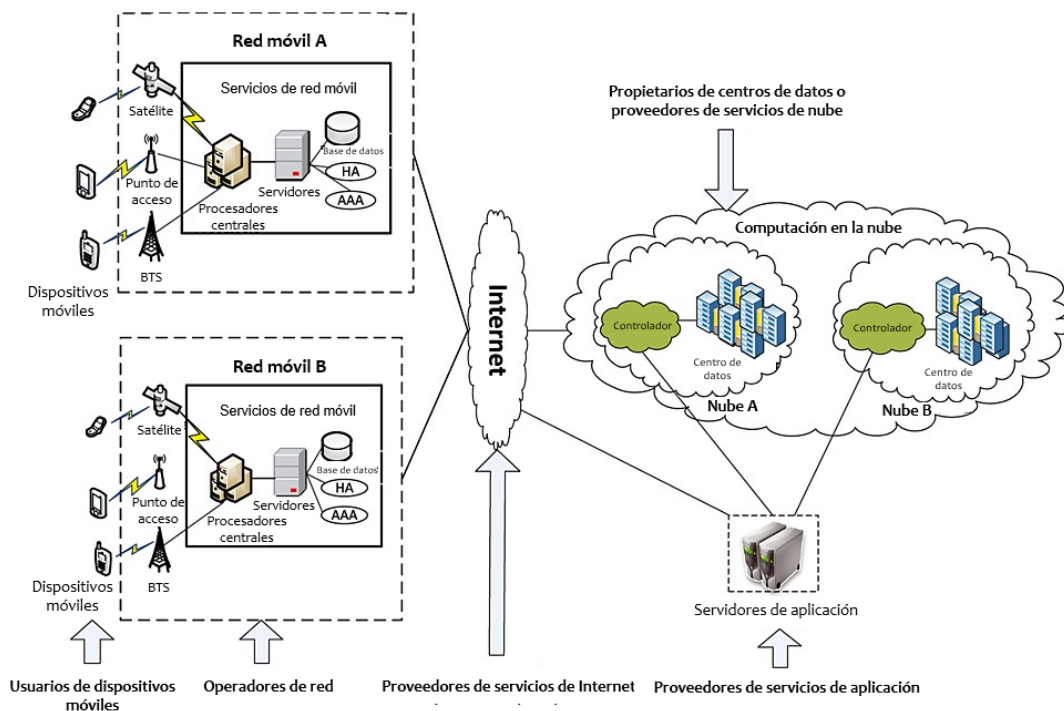 Red móvil A
Servicios de red móvil
Satélite
Base de datos
HA
AAA
Servidores
Procesadores
centrales
Punto de
acceso
BTS
Dispositivos
móviles
Red móvil B
Servicios de red móvil
Satélite
Base de datos
HA
AAA
Servidores
Procesadores
centrales
Punto de
acceso
BTS
Dispositivos
móviles
Internet
Propietarios de centros de datos o
proveedores de servicios de nube
Computación en la nube
Controlador
Centro de
datos
Nube A
Controlador
Centro de
datos
Nube B
Servidores de aplicación
Usuarios de dispositivos
móviles
Operadores de red
Proveedores de servicios de Internet
Proveedores de servicios de aplicación